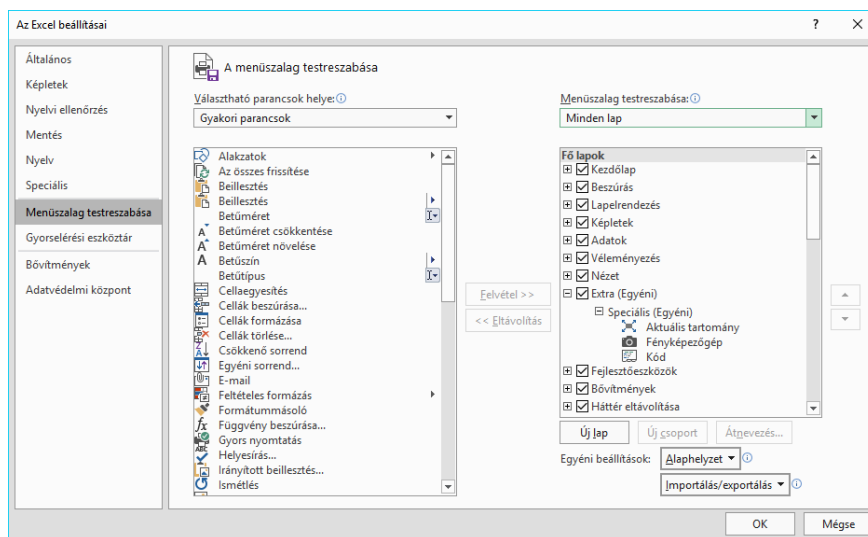 Az Excel beállításai
Általános
Képletek
Nyelvi ellenőrzés
Mentés
Nyelv
Speciális
Menüszalag testreszabása
Gyorselérési eszköztár
Bővítmények
Adatvédelmi központ
A menüszalag testreszabása
Választható parancsok helye:
Gyakori parancsok
Alakzatok
Az összes frissítése
Beillesztés
Beillesztés
Betűméret
Betűméret csökkentése
Betűméret növelése
Betűszín
Betűtípus
Cellaegyesítés
Cellák beszúrása...
Cellák formázása
Cellák törlése...
Csökkenő sorrend
Egyéni sorrend...
E-mail
Feltételes formázás
Formátummásoló
Függvény beszúrása...
Gyors nyomtatás
Helyesírás...
Irányított beillesztés...
Ismétlés
Felvétel >>
<< Eltávolítás
Menüszalag testreszabása:
Minden lap
Fő lapok
Kezdőlap
Beszúrás
Lapelrendezés
Képletek
Adatok
Véleményezés
Nézet
Extra (Egyéni)
Speciális (Egyéni)
Aktuális tartomány
Fényképezőgép
Kód
Fejlesztőeszközök
Bővítmények
Háttér eltávolítása
Új lap
Új csoport
Átnevezés...
Egyéni beállítások:
Alaphelyzet
Importálás/exportálás
OK
Mégse